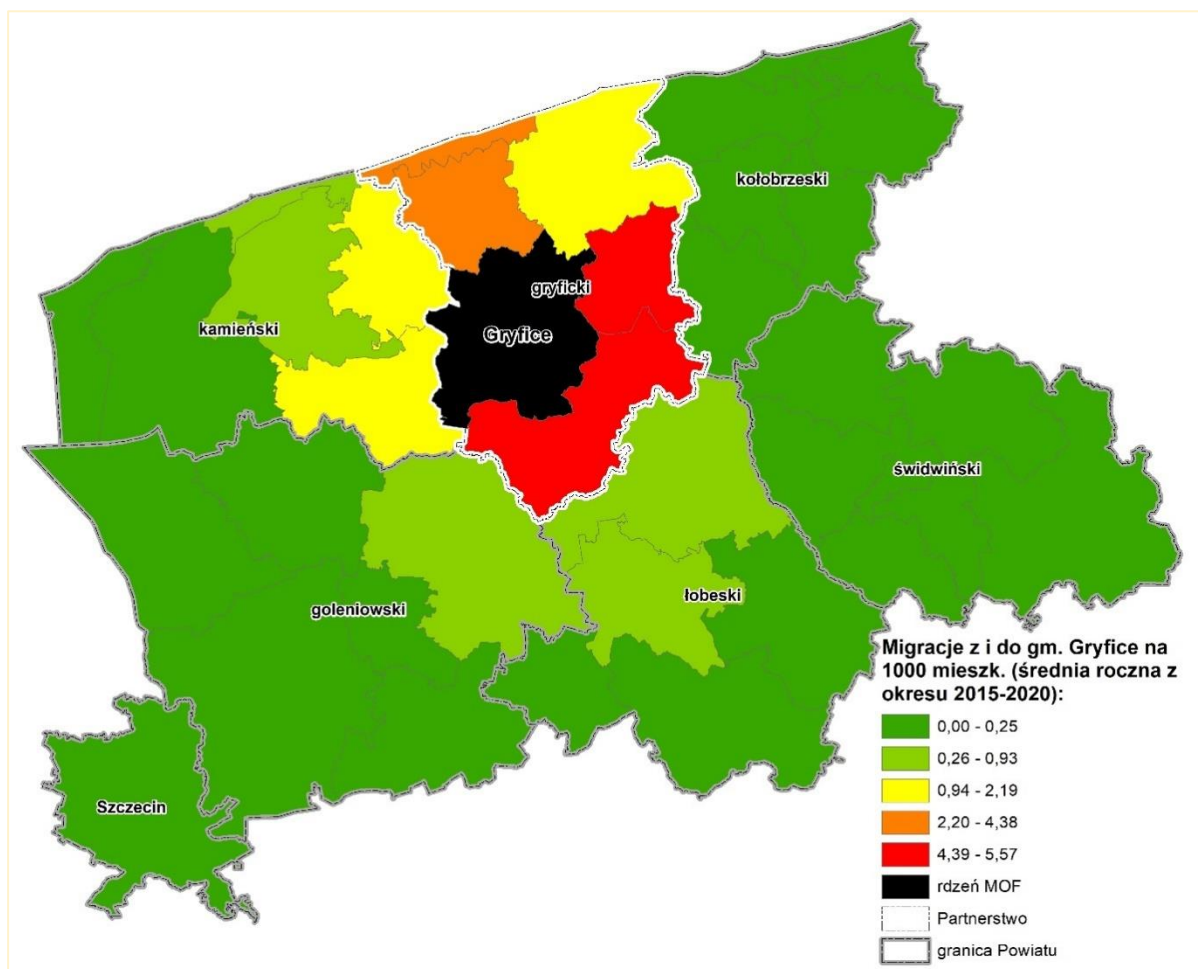 kołobrzeski
gryficki
Gryfice
kamieński
świdwiński
goleniowski
łobeski
Szczecin
Migracje z i do gm. Gryfice na
1000 mieszk. (średnia roczna z
okresu 2015-2020):
0,00 - 0,25
0,26 - 0,93
0,94 - 2,19
2,20 - 4,38
4,39 - 5,57
rdzeń MOF
Partnerstwo
granica Powiatu